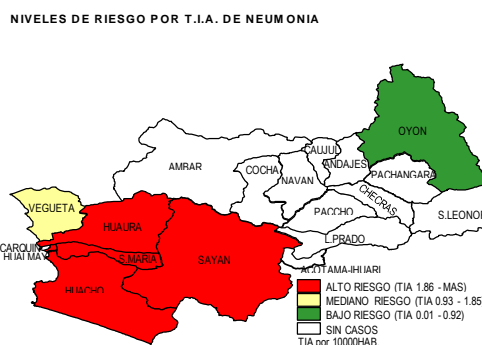 NIVELES DE RIESGO POR T.I.A. DE NEUMONIA
OYON
CAUJUL
AMBAR
COCHA
ANDAJES
PACHANGARA
NAVAN
CHECRAS
VEGUETA
PACCHO
S.LEONOR
HUAURA
L.PRADO
CARQUIN
HUALMAY
S.MARIA
SAYAN
ACOTAMA-IHUARI
HUACHO
ALTO RIESGO (TIA 1.86 - MAS)
MEDIANO RIESGO (TIA 0.93 - 1.85
BAJO RIESGO (TIA 0.01 - 0.92)
SIN CASOS
TIA por 10000HAB